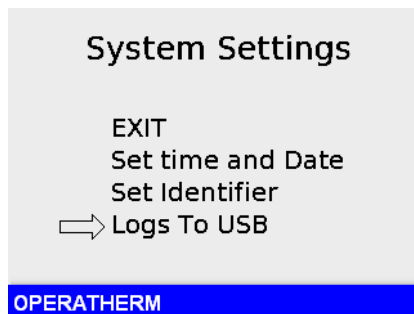 System Settings
EXIT
Set time and Date
Set Identifier
Logs To USB
OPERATHERM